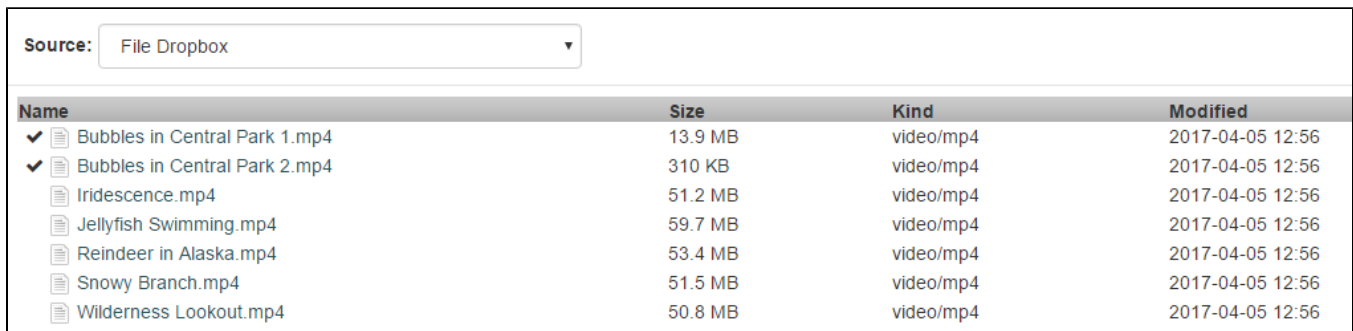 Source: File Dropbox
Name Size Kind Modified
Bubbles in Central Park 1.mp4 13.9 MB video/mp4 2017-04-05 12:56
Bubbles in Central Park 2.mp4 310 KB video/mp4 2017-04-05 12:56
Iridescence.mp4 51.2 MB video/mp4 2017-04-05 12:56
Jellyfish Swimming.mp4 59.7 MB video/mp4 2017-04-05 12:56
Reindeer in Alaska.mp4 53.4 MB video/mp4 2017-04-05 12:56
Snowy Branch.mp4 51.5 MB video/mp4 2017-04-05 12:56
Wilderness Lookout.mp4 50.8 MB video/mp4 2017-04-05 12:56